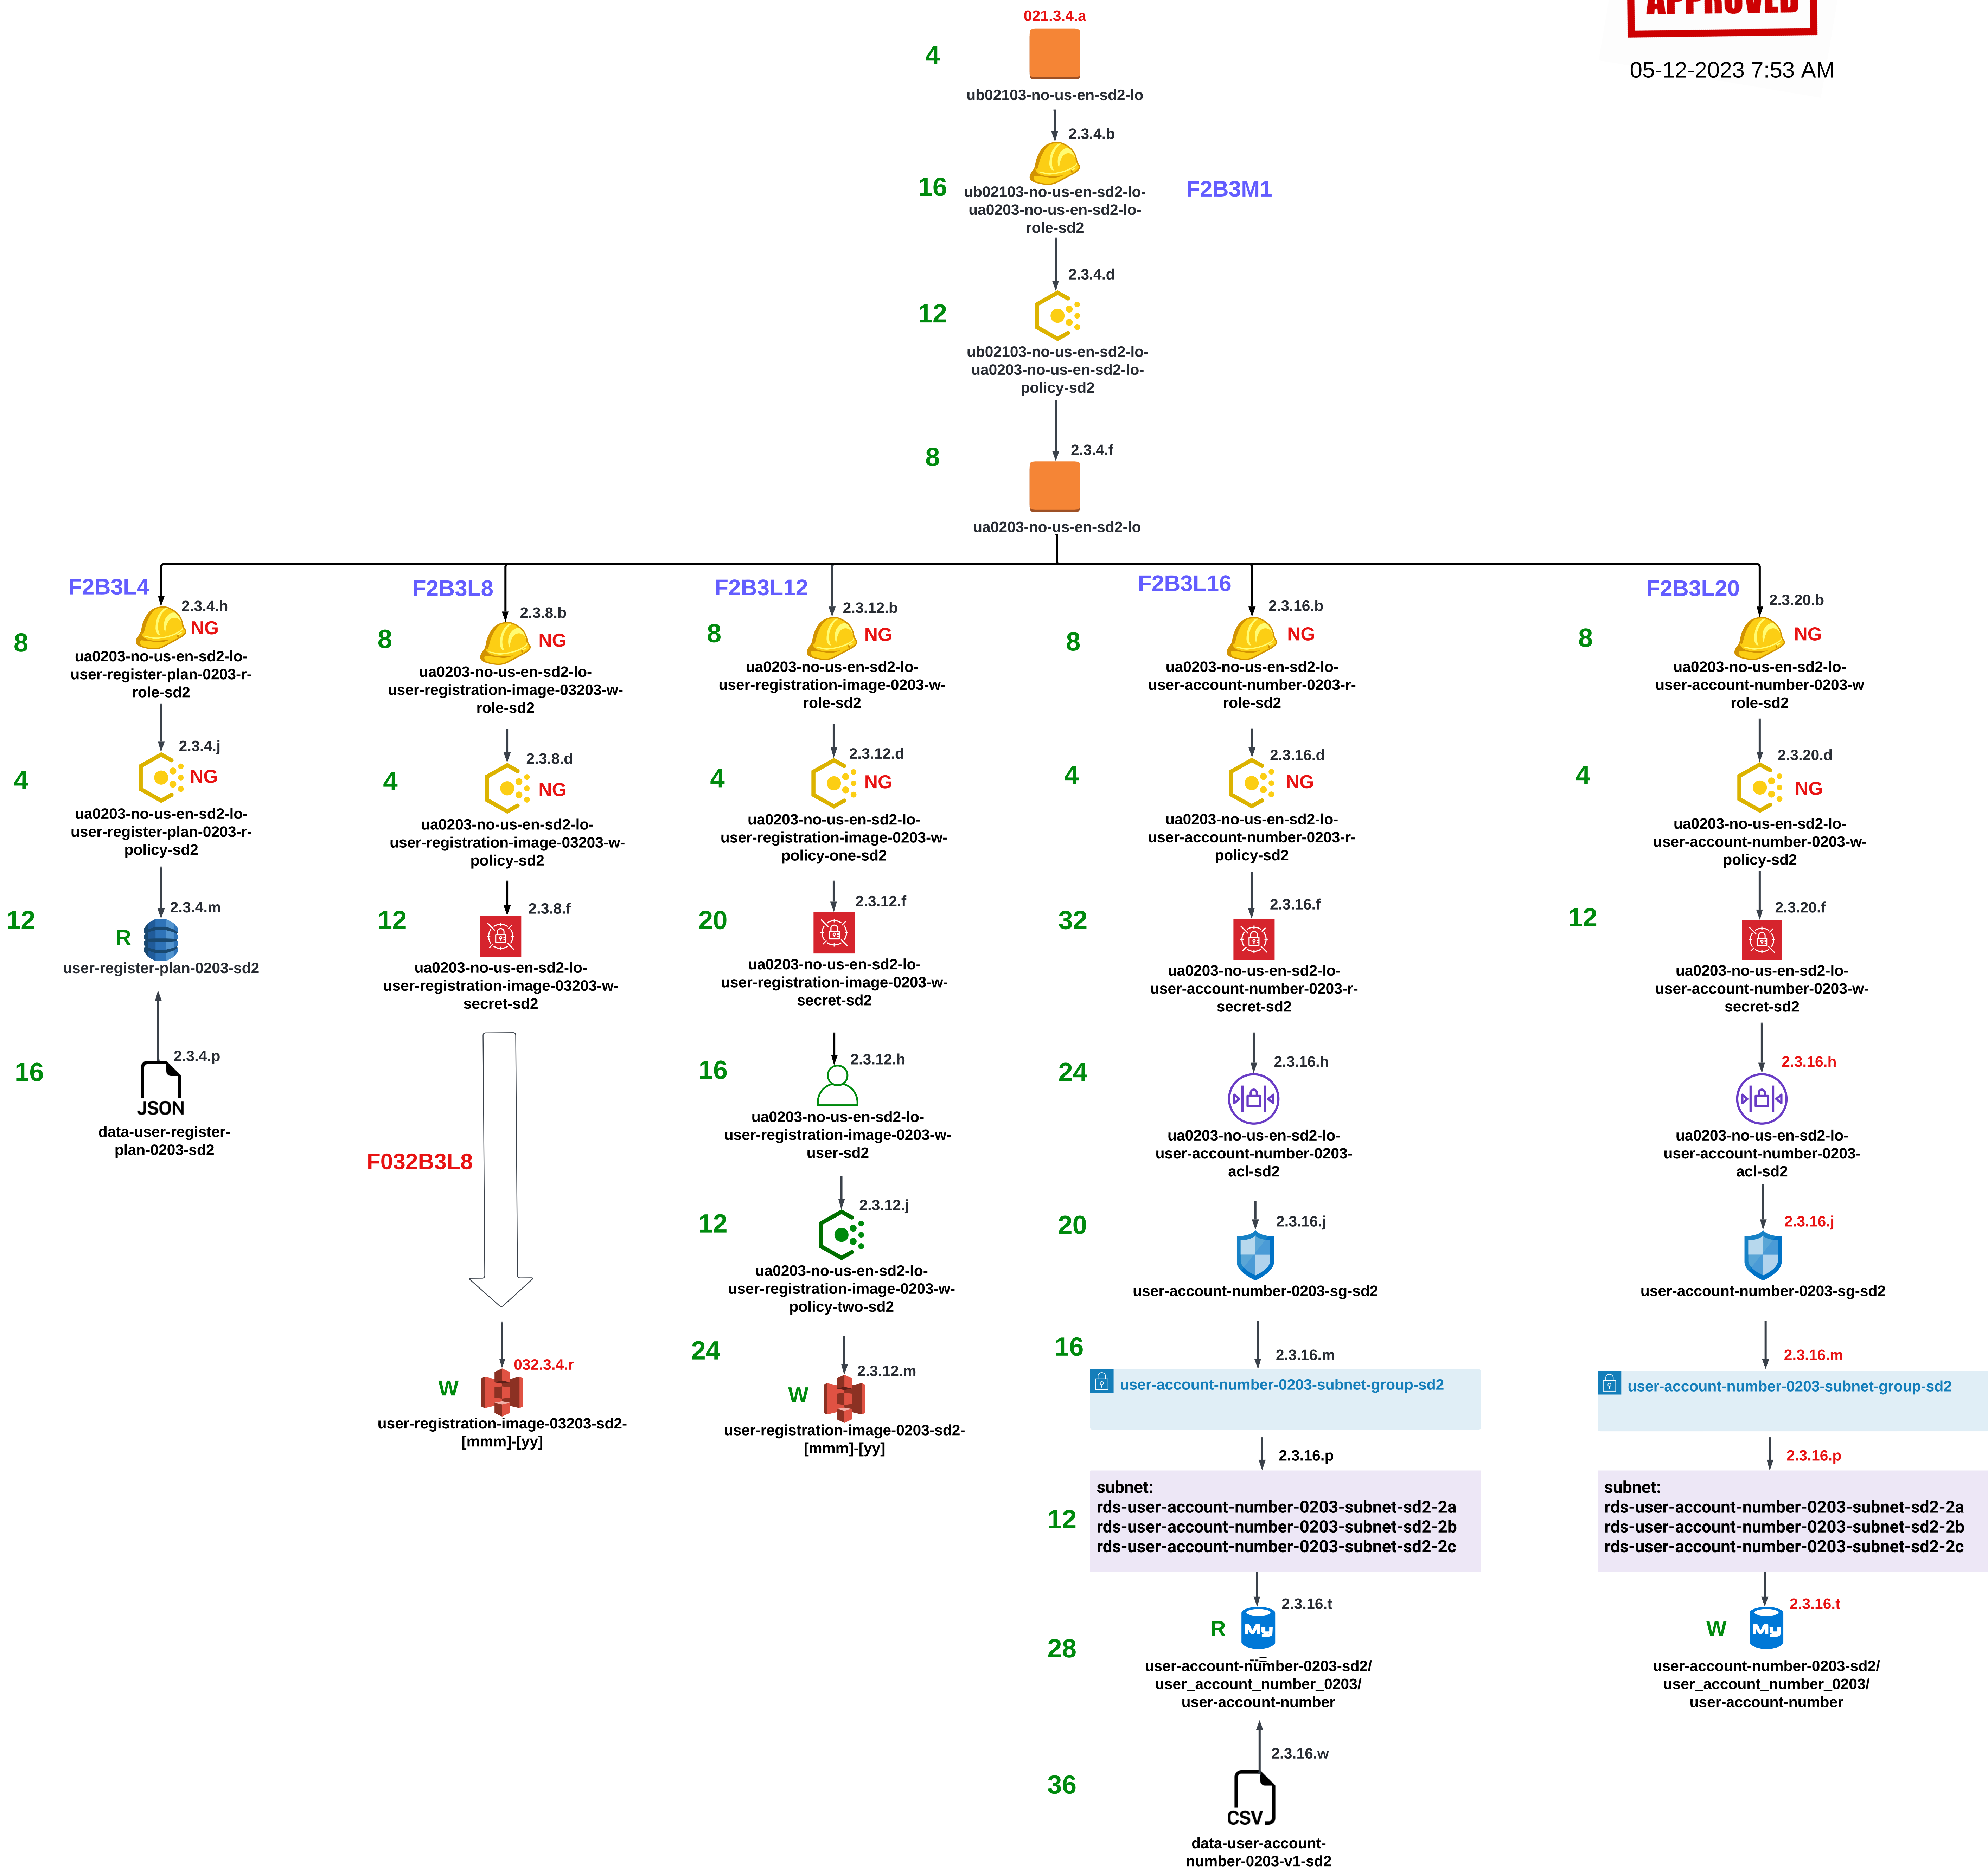 APPROVED
05-12-2023 7:53 AM
021.3.4.a
4
ub02103-no-us-en-sd2-lo
2.3.4.b
16
ub02103-no-us-en-sd2-lo-
ua0203-no-us-en-sd2-lo-
role-sd2
F2B3M1
2.3.4.d
12
ub02103-no-us-en-sd2-lo-
ua0203-no-us-en-sd2-lo-
policy-sd2
2.3.4.f
8
ua0203-no-us-en-sd2-lo
F2B3L4
2.3.4.h
NG
8
ua0203-no-us-en-sd2-lo-
user-register-plan-0203-r-
role-sd2
2.3.4.j
NG
4
ua0203-no-us-en-sd2-lo-
user-register-plan-0203-r-
policy-sd2
2.3.4.m
12
R
user-register-plan-0203-sd2
2.3.4.p
16
JSON
data-user-register-
plan-0203-sd2
F2B3L8
2.3.8.b
NG
8
ua0203-no-us-en-sd2-lo-
user-registration-image-03203-w-
role-sd2
2.3.8.d
NG
4
ua0203-no-us-en-sd2-lo-
user-registration-image-03203-w-
policy-sd2
2.3.8.f
12
ua0203-no-us-en-sd2-lo-
user-registration-image-03203-w-
secret-sd2
F032B3L8
032.3.4.r
W
user-registration-image-03203-sd2-
[mmm]-[yy]
F2B3L12
2.3.12.b
NG
8
ua0203-no-us-en-sd2-lo-
user-registration-image-0203-w-
role-sd2
2.3.12.d
NG
4
ua0203-no-us-en-sd2-lo-
user-registration-image-0203-w-
policy-one-sd2
2.3.12.f
20
ua0203-no-us-en-sd2-lo-
user-registration-image-0203-w-
secret-sd2
2.3.12.h
16
ua0203-no-us-en-sd2-lo-
user-registration-image-0203-w-
user-sd2
2.3.12.j
12
ua0203-no-us-en-sd2-lo-
user-registration-image-0203-w-
policy-two-sd2
24
2.3.12.m
W
user-registration-image-0203-sd2-
[mmm]-[yy]
F2B3L16
2.3.16.b
NG
8
ua0203-no-us-en-sd2-lo-
user-account-number-0203-r-
role-sd2
2.3.16.d
NG
4
ua0203-no-us-en-sd2-lo-
user-account-number-0203-r-
policy-sd2
2.3.16.f
32
ua0203-no-us-en-sd2-lo-
user-account-number-0203-r-
secret-sd2
2.3.16.h
24
ua0203-no-us-en-sd2-lo-
user-account-number-0203-
acl-sd2
2.3.16.j
20
user-account-number-0203-sg-sd2
16
2.3.16.m
user-account-number-0203-subnet-group-sd2
2.3.16.p
12
subnet:
rds-user-account-number-0203-subnet-sd2-2a
rds-user-account-number-0203-subnet-sd2-2b
rds-user-account-number-0203-subnet-sd2-2c
2.3.16.t
R
My
28
--=
user-account-number-0203-sd2/
user_account_number_0203/
user-account-number
2.3.16.w
36
CSV
data-user-account-
number-0203-v1-sd2
F2B3L20
2.3.20.b
NG
8
ua0203-no-us-en-sd2-lo-
user-account-number-0203-w
role-sd2
2.3.20.d
NG
4
ua0203-no-us-en-sd2-lo-
user-account-number-0203-w-
policy-sd2
2.3.20.f
12
ua0203-no-us-en-sd2-lo-
user-account-number-0203-w-
secret-sd2
2.3.16.h
ua0203-no-us-en-sd2-lo-
user-account-number-0203-
acl-sd2
2.3.16.j
user-account-number-0203-sg-sd2
2.3.16.m
user-account-number-0203-subnet-group-sd2
2.3.16.p
subnet:
rds-user-account-number-0203-subnet-sd2-2a
rds-user-account-number-0203-subnet-sd2-2b
rds-user-account-number-0203-subnet-sd2-2c
2.3.16.t
W
My
user-account-number-0203-sd2/
user_account_number_0203/
user-account-number